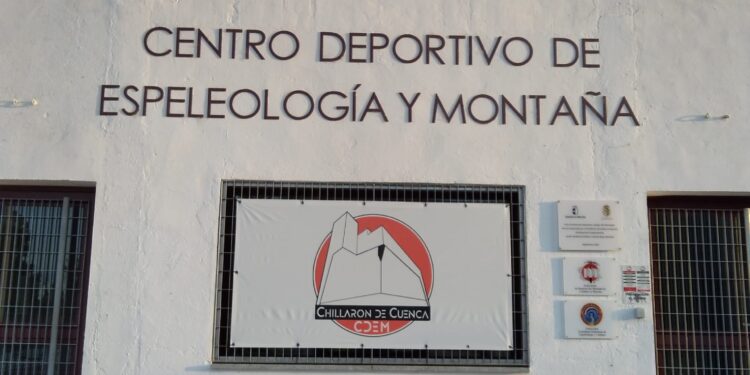 CENTRO DEPORTIVO DE
ESPELEOLOGÍA Y MONTAÑA
CHILLARON DE CUENCA
CDEM